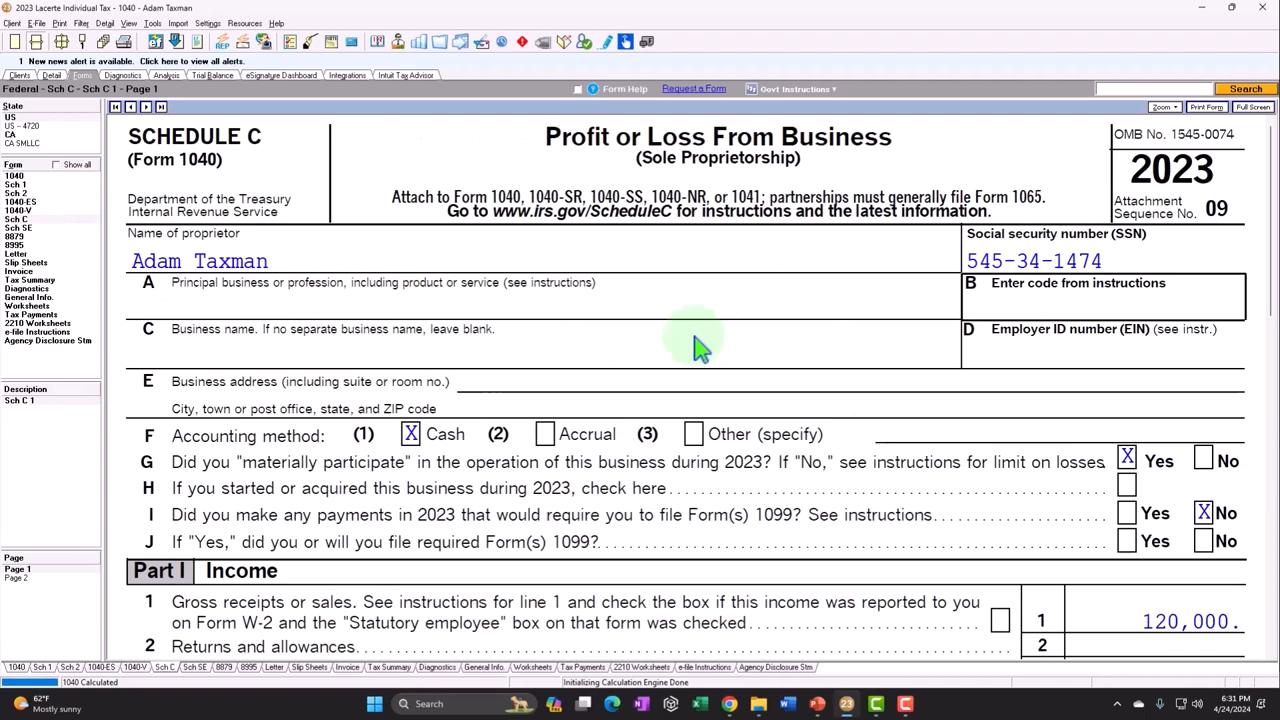 2023 Lacerte Individual Tax - 1040 - Adam Taxman
Client E-File Print Filter Detail View Tools Import Settings Resources Help
1 New news alert is available. Click here to view all alerts.
Clients Detail Forms Diagnostics Analysis Trial Balance eSignature Dashboard Integrations Intuit Tax Advisor
Federal - Sch C - Sch C 1 - Page 1
Form Help Request a Form Govt Instructions Search
Zoom Print Form Full Screen
State
US
US - 4720
CA
CA SMLLC
Form Show all
1040
Sch 1
Sch 2
1040-ES
1040-V
Sch C
Sch SE
8879
8995
Letter
Slip Sheets
Invoice
Tax Summary
Diagnostics
General Info.
Worksheets
Tax Payments
2210 Worksheets
e-file Instructions
Agency Disclosure Stm
Description
Sch C 1
Page
Page 1
Page 2
SCHEDULE C
(Form 1040)
Department of the Treasury
Internal Revenue Service
Profit or Loss From Business
(Sole Proprietorship)
Attach to Form 1040, 1040-SR, 1040-SS, 1040-NR, or 1041; partnerships must generally file Form 1065.
Go to www.irs.gov/ScheduleC for instructions and the latest information.
OMB No. 1545-0074
2023
Attachment
Sequence No. 09
Name of proprietor
Adam Taxman
Social security number (SSN)
545-34-1474
A Principal business or profession, including product or service (see instructions)
B Enter code from instructions
C Business name. If no separate business name, leave blank.
D Employer ID number (EIN) (see instr.)
E Business address (including suite or room no.)
City, town or post office, state, and ZIP code
F Accounting method: (1) X Cash (2) Accrual (3) Other (specify)
G Did you "materially participate" in the operation of this business during 2023? If "No," see instructions for limit on losses. X Yes No
H If you started or acquired this business during 2023, check here
I Did you make any payments in 2023 that would require you to file Form(s) 1099? See instructions Yes X No
J If "Yes," did you or will you file required Form(s) 1099? Yes No
Part I Income
1 Gross receipts or sales. See instructions for line 1 and check the box if this income was reported to you
on Form W-2 and the "Statutory employee" box on that form was checked 1 120,000.
2 Returns and allowances 2
1040 Sch 1 Sch 2 1040-ES 1040-V Sch C Sch SE 8879 8995 Letter Slip Sheets Invoice Tax Summary Diagnostics General Info. Worksheets Tax Payments 2210 Worksheets e-file Instructions Agency Disclosure Stm
1040 Calculated Initializing Calculation Engine Done
62°F
Mostly sunny
Search
23
6:31 PM
4/24/2024